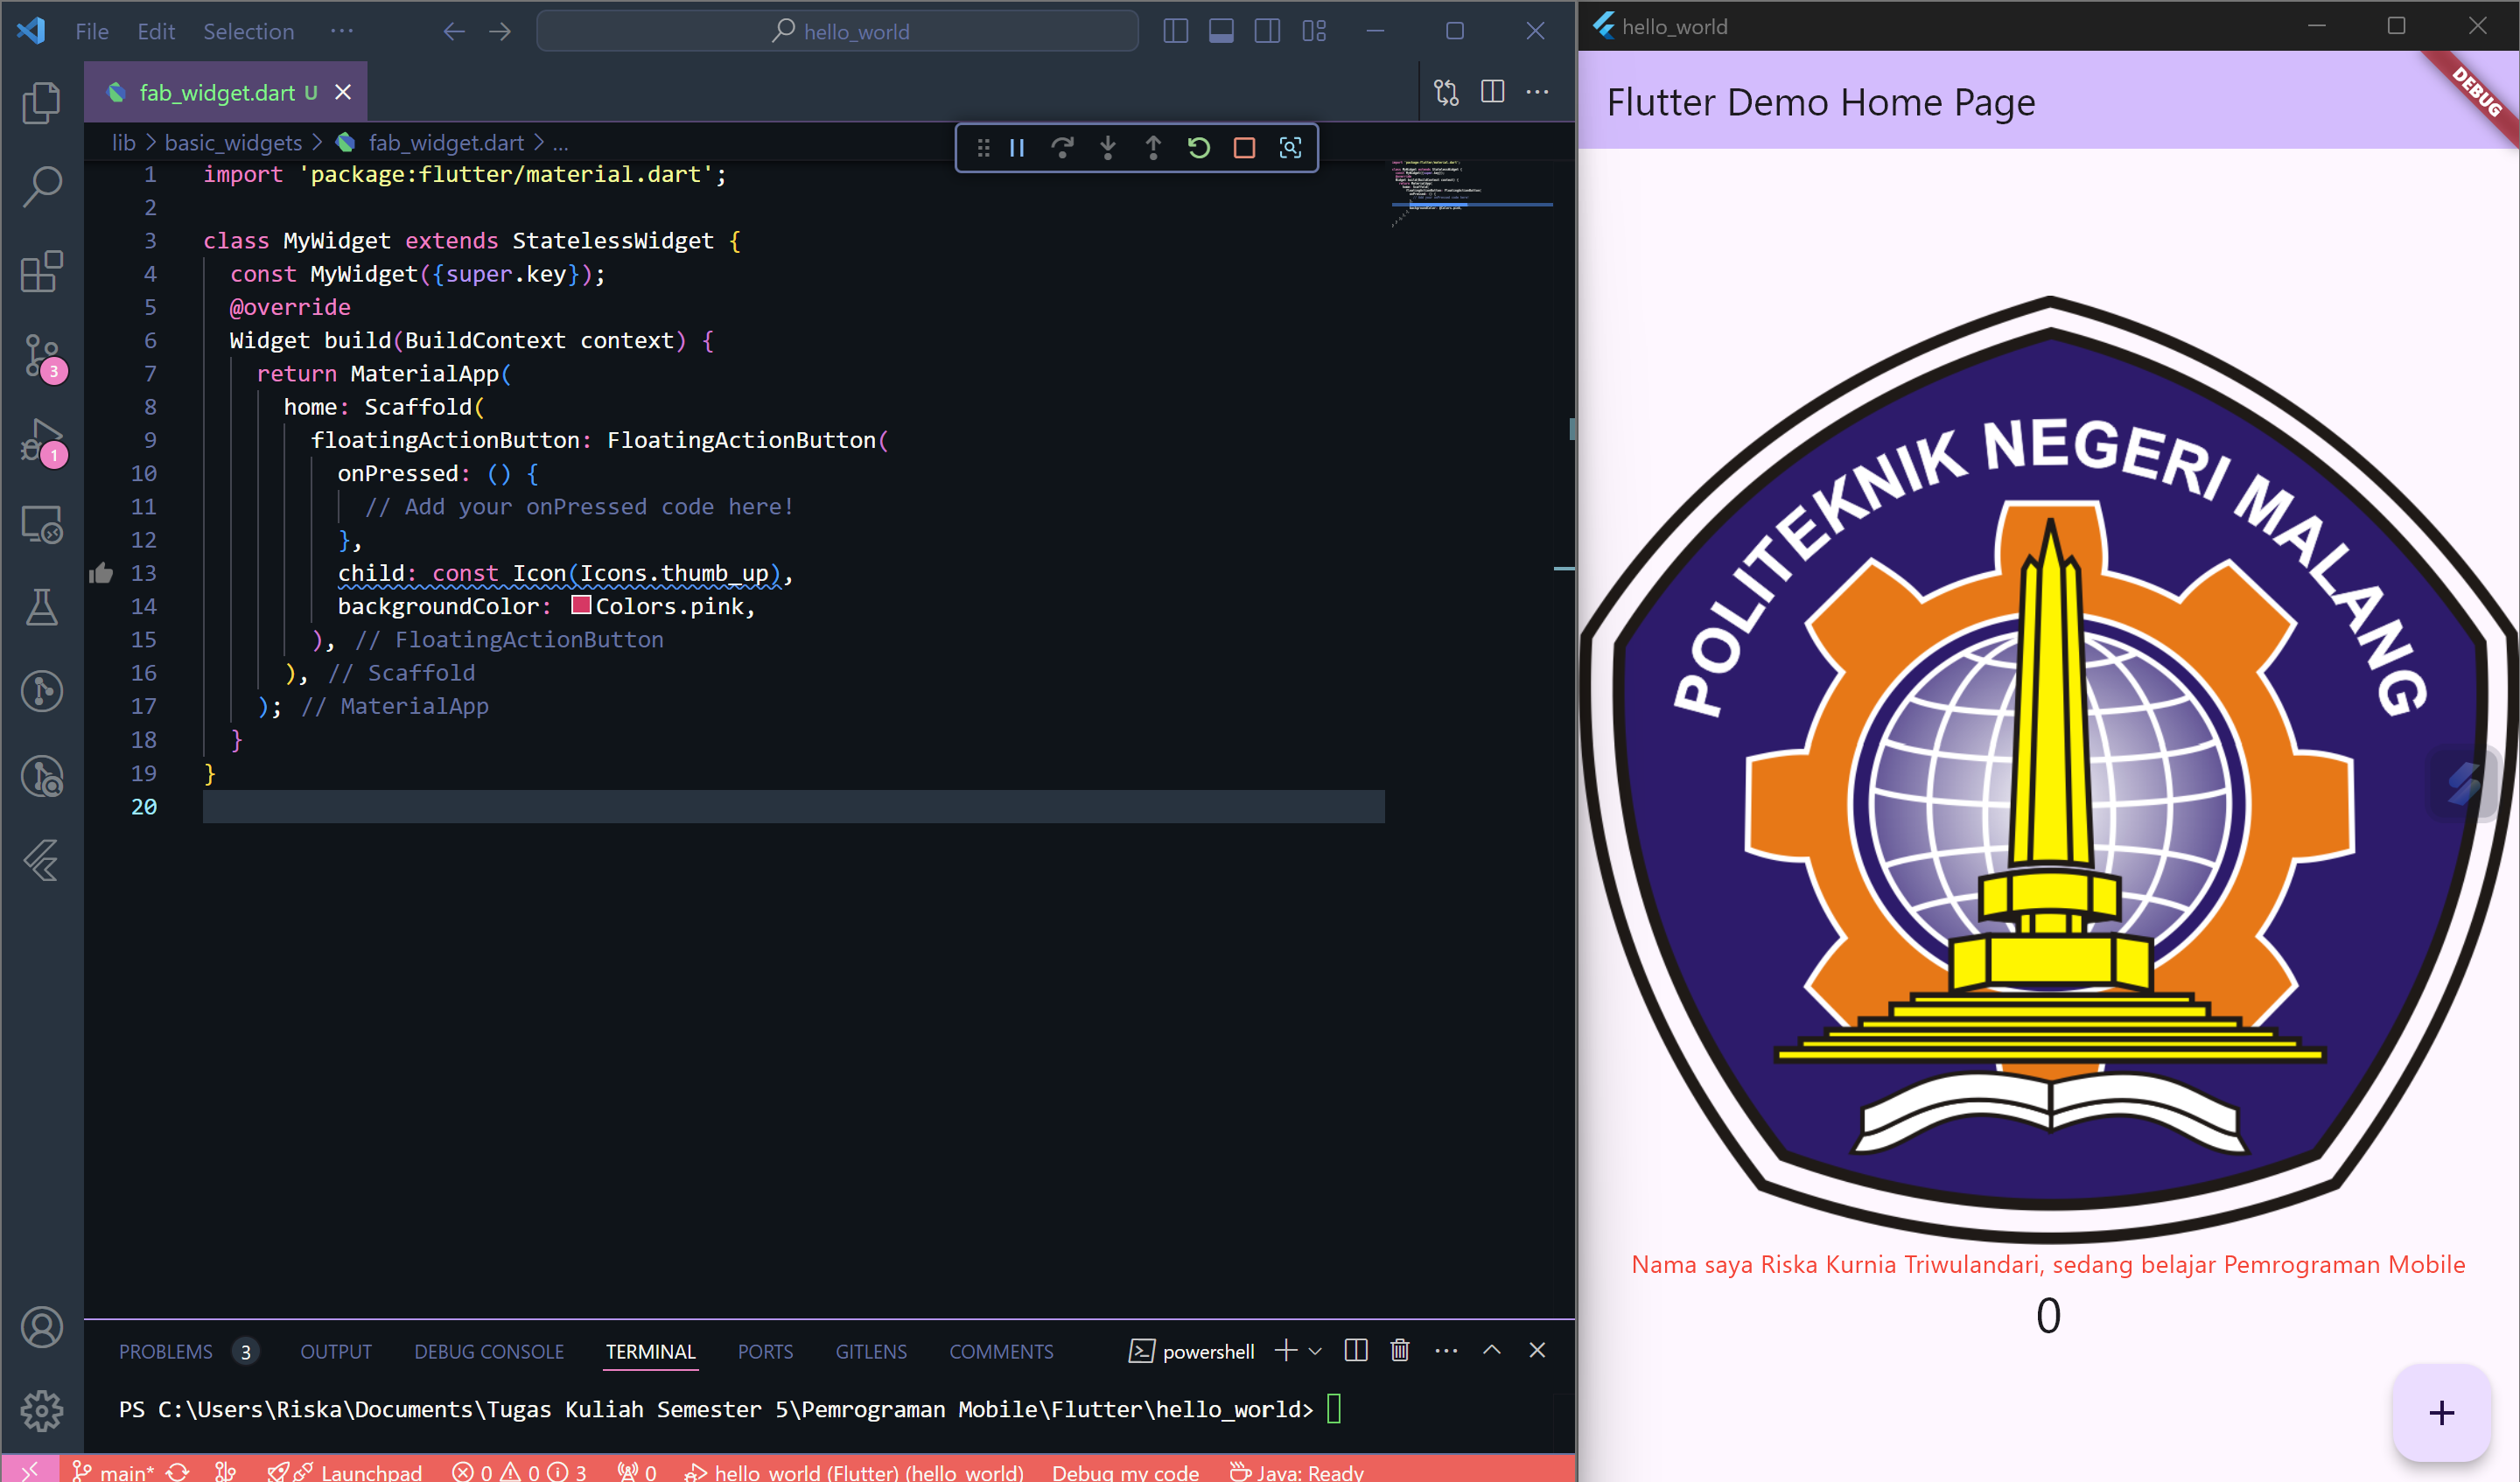 File Edit Selection ··· hello_world
fab_widget.dart U
lib > basic_widgets > fab_widget.dart > ...
1 import 'package:flutter/material.dart';
2
3 class MyWidget extends StatelessWidget {
4 const MyWidget({super.key});
5 @override
6 Widget build(BuildContext context) {
7 return MaterialApp(
8 home: Scaffold(
9 floatingActionButton: FloatingActionButton(
10 onPressed: () {
11 // Add your onPressed code here!
12 },
13 child: const Icon(Icons.thumb_up),
14 backgroundColor: Colors.pink,
15 ), // FloatingActionButton
16 ), // Scaffold
17 ); // MaterialApp
18 }
19 }
20
3
1
PROBLEMS 3 OUTPUT DEBUG CONSOLE TERMINAL PORTS GITLENS COMMENTS powershell
PS C:\Users\Riska\Documents\Tugas Kuliah Semester 5\Pemrograman Mobile\Flutter\hello_world>
main* Launchpad 0 0 3 0 hello_world (Flutter) (hello_world) Debug my code Java: Ready
hello_world
Flutter Demo Home Page
DEBUG
POLITEKNIK NEGERI MALANG
Nama saya Riska Kurnia Triwulandari, sedang belajar Pemrograman Mobile
0
+